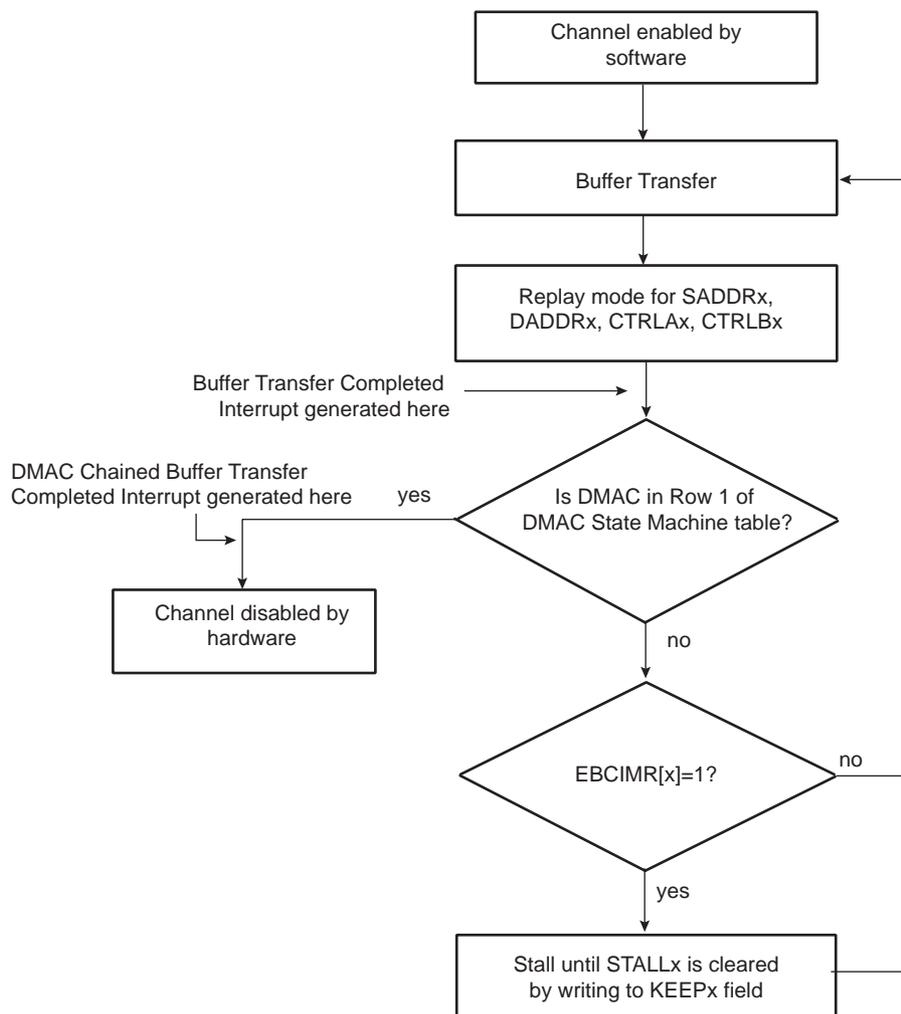 Channel enabled by
software
Buffer Transfer
Replay mode for SADDRx,
DADDRx, CTRLAx, CTRLBx
Buffer Transfer Completed
Interrupt generated here
DMAC Chained Buffer Transfer
Completed Interrupt generated here
yes
Is DMAC in Row 1 of
DMAC State Machine table?
Channel disabled by
hardware
no
EBCIMR[x]=1?
no
yes
Stall until STALLx is cleared
by writing to KEEPx field